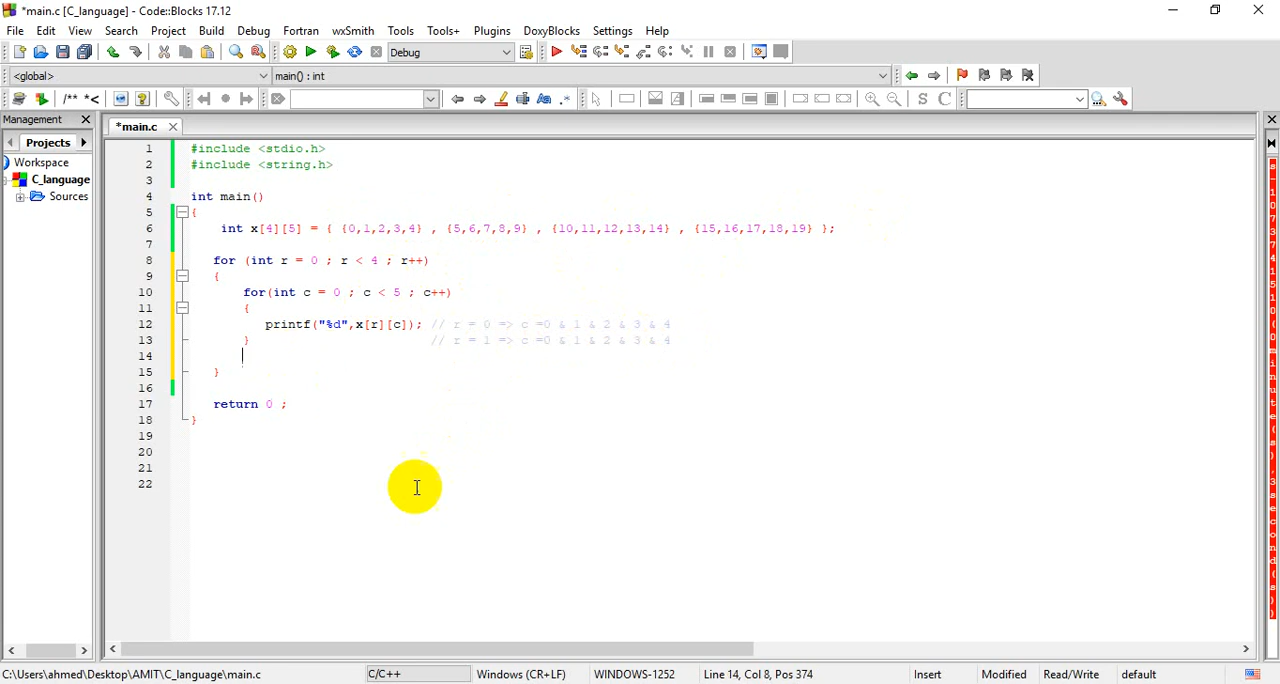 *main.c [C_language] - Code::Blocks 17.12
File Edit View Search Project Build Debug Fortran wxSmith Tools Tools+ Plugins DoxyBlocks Settings Help
Debug
<global> main() : int
/** *<
S C
Management
*main.c
Projects
Workspace
C_language
Sources
1 #include <stdio.h>
2 #include <string.h>
3
4 int main()
5 {
6 int x[4][5] = { {0,1,2,3,4} , {5,6,7,8,9} , {10,11,12,13,14} , {15,16,17,18,19} };
7
8 for (int r = 0 ; r < 4 ; r++)
9 {
10 for(int c = 0 ; c < 5 ; c++)
11 {
12 printf("%d",x[r][c]); // r = 0 => c =0 & 1 & 2 & 3 & 4
13 } // r = 1 => c =0 & 1 & 2 & 3 & 4
14
15 }
16
17 return 0 ;
18 }
19
20
21
22
C:\Users\ahmed\Desktop\AMIT\C_language\main.c C/C++ Windows (CR+LF) WINDOWS-1252 Line 14, Col 8, Pos 374 Insert Modified Read/Write default